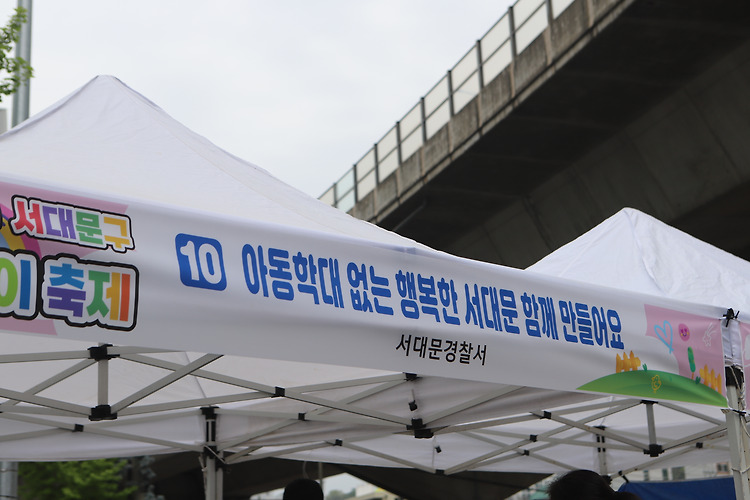 서대문구
이 축제
10 아동학대 없는 행복한 서대문 함께 만들어요
서대문경찰서